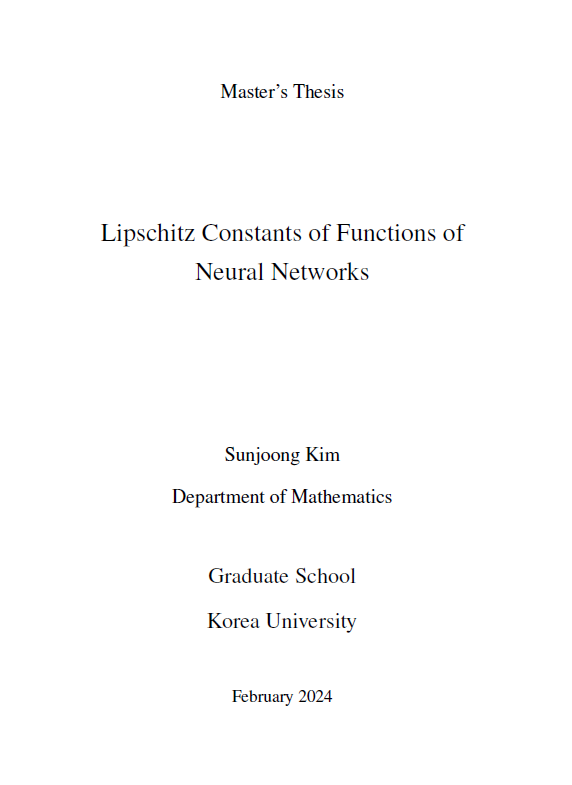 Master's Thesis
Lipschitz Constants of Functions of
Neural Networks
Sunjoong Kim
Department of Mathematics
Graduate School
Korea University
February 2024